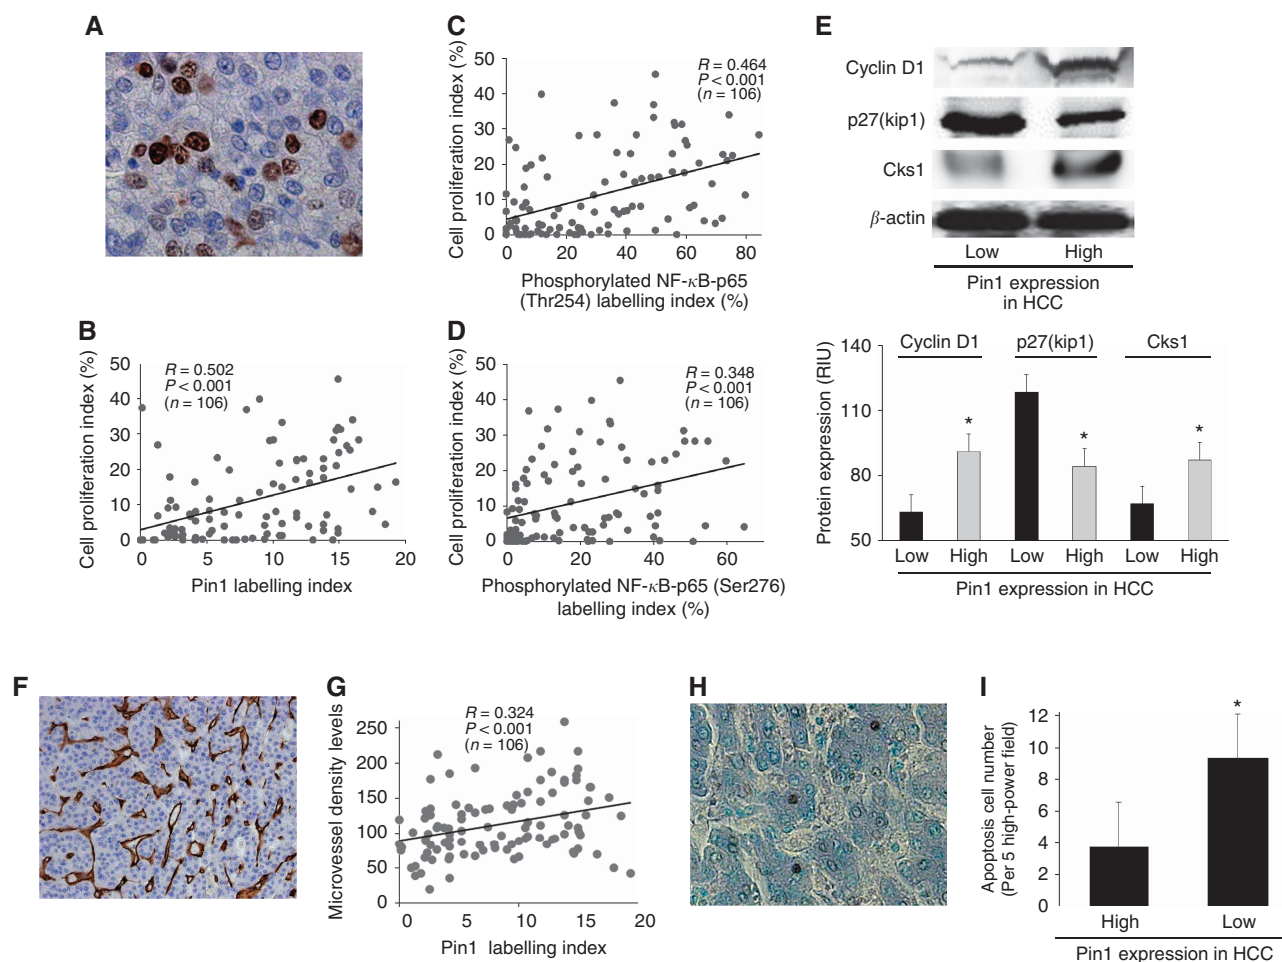 A
C
Cell proliferation index (%)
50
40
30
20
10
0
R = 0.464
P < 0.001
(n = 106)
0 20 40 60 80
Phosphorylated NF-κB-p65
(Thr254) labelling index (%)
E
Cyclin D1
p27(kip1)
Cks1
β-actin
Low High
Pin1 expression
in HCC
B
Cell proliferation index (%)
50
40
30
20
10
0
R = 0.502
P < 0.001
(n = 106)
0 5 10 15 20
Pin1 labelling index
D
Cell proliferation index (%)
50
40
30
20
10
0
R = 0.348
P < 0.001
(n = 106)
0 20 40 60
Phosphorylated NF-κB-p65 (Ser276)
labelling index (%)
Protein expression (RIU)
140
110
80
50
Cyclin D1 p27(kip1) Cks1
*
*
*
Low High Low High Low High
Pin1 expression in HCC
F
G
Microvessel density levels
250
200
150
100
50
0
R = 0.324
P < 0.001
(n = 106)
0 5 10 15 20
Pin1 labelling index
H
I
Apoptosis cell number
(Per 5 high-power field)
12
10
8
6
4
2
0
*
High Low
Pin1 expression in HCC